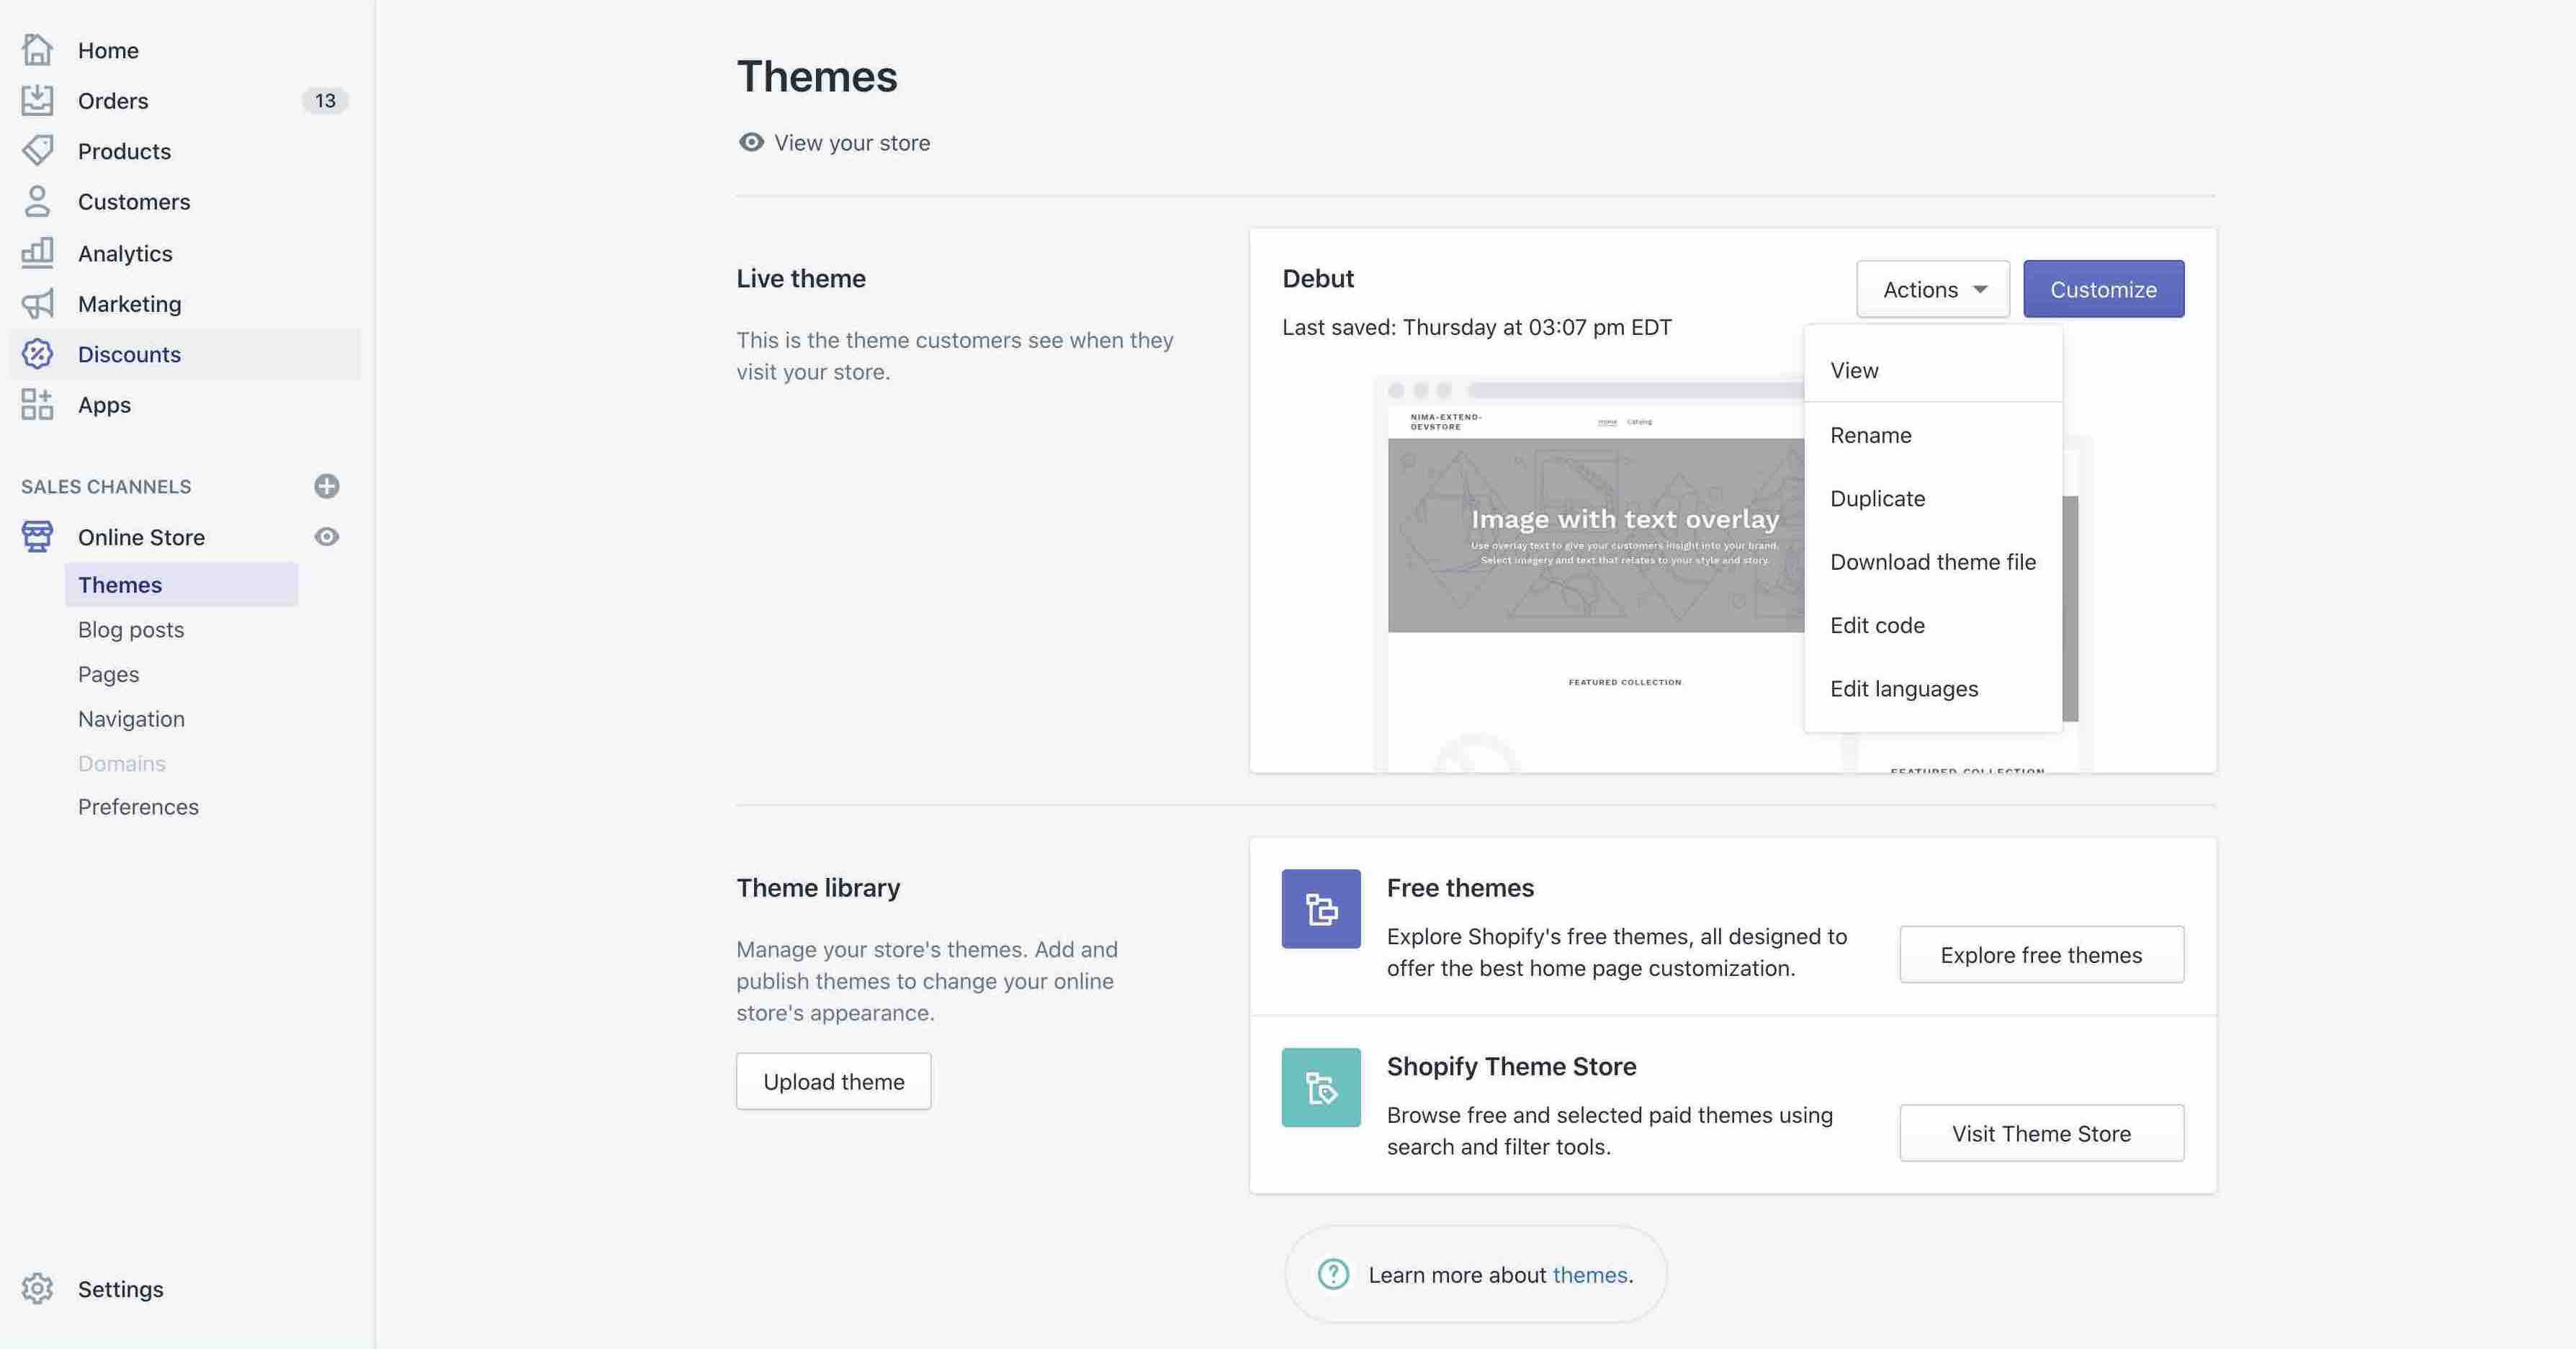 Home
Orders 13
Products
Customers
Analytics
Marketing
Discounts
Apps
SALES CHANNELS
Online Store
Themes
Blog posts
Pages
Navigation
Domains
Preferences
Settings
Themes
View your store
Live theme
This is the theme customers see when they
visit your store.
Debut
Last saved: Thursday at 03:07 pm EDT
Actions
Customize
View
Rename
Duplicate
Download theme file
Edit code
Edit languages
NIMA-EXTEND-
DEVSTORE
Home Catalog
Image with text overlay
Use overlay text to give your customers insight into your brand.
Select imagery and text that relates to your style and story.
FEATURED COLLECTION
FEATURED COLLECTION
Theme library
Manage your store's themes. Add and
publish themes to change your online
store's appearance.
Upload theme
Free themes
Explore Shopify's free themes, all designed to
offer the best home page customization.
Explore free themes
Shopify Theme Store
Browse free and selected paid themes using
search and filter tools.
Visit Theme Store
Learn more about themes.